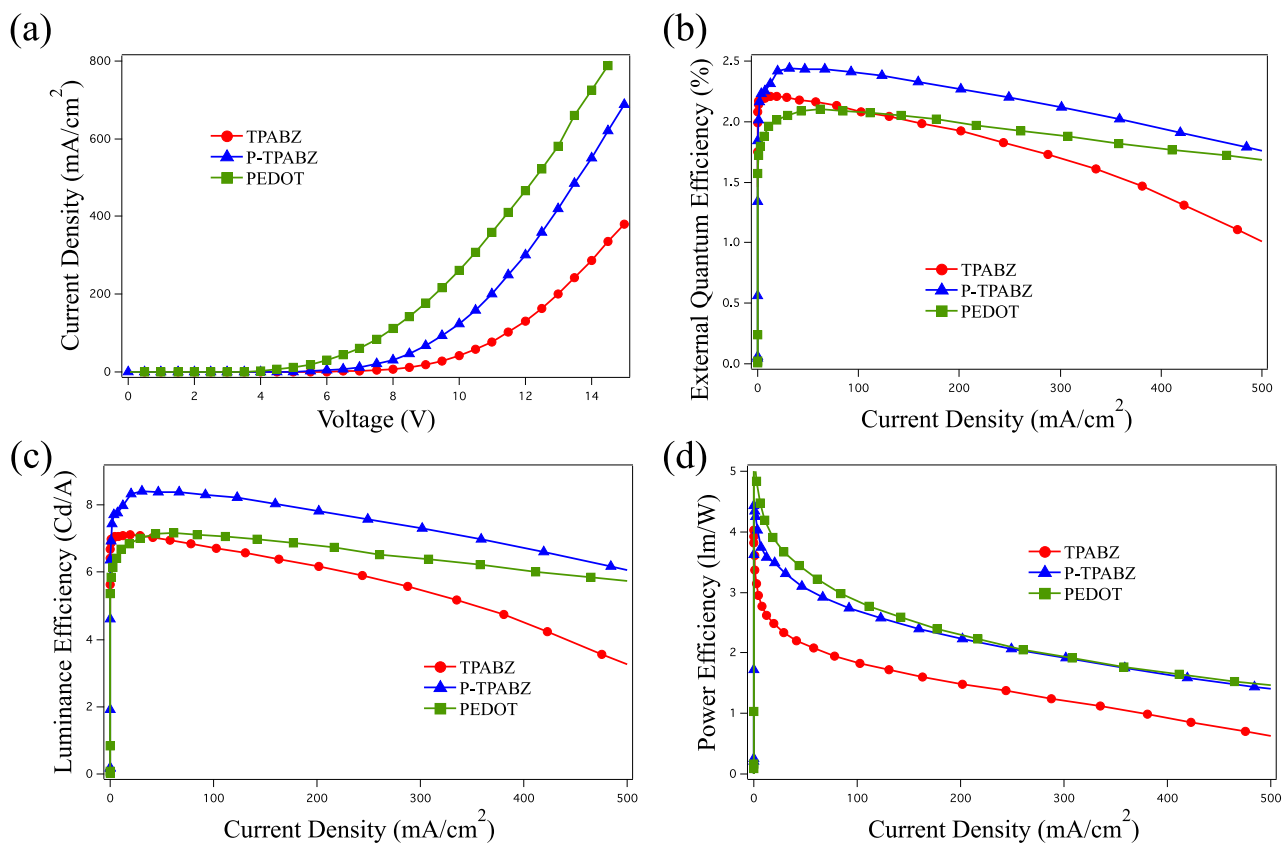 (a)
Current Density (mA/cm²)
800
600
400
200
0
TPABZ
P-TPABZ
PEDOT
0 2 4 6 8 10 12 14
Voltage (V)
(b)
External Quantum Efficiency (%)
2.5
2.0
1.5
1.0
0.5
0.0
TPABZ
P-TPABZ
PEDOT
0 100 200 300 400 500
Current Density (mA/cm²)
(c)
Luminance Efficiency (Cd/A)
8
6
4
2
0
TPABZ
P-TPABZ
PEDOT
0 100 200 300 400 500
Current Density (mA/cm²)
(d)
Power Efficiency (lm/W)
5
4
3
2
1
0
TPABZ
P-TPABZ
PEDOT
0 100 200 300 400 500
Current Density (mA/cm²)